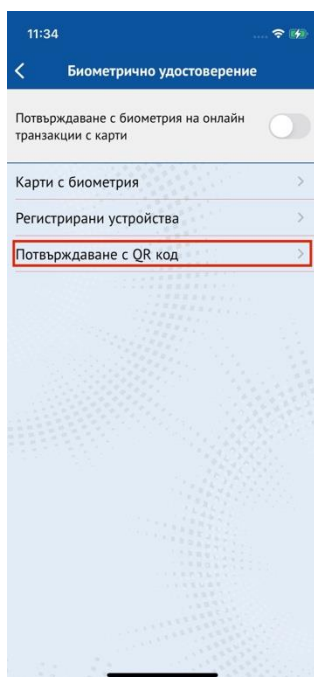 11:34
Биометрично удостоверение
Потвърждаване с биометрия на онлайн
транзакции с карти
Карти с биометрия
Регистрирани устройства
Потвърждаване с QR код